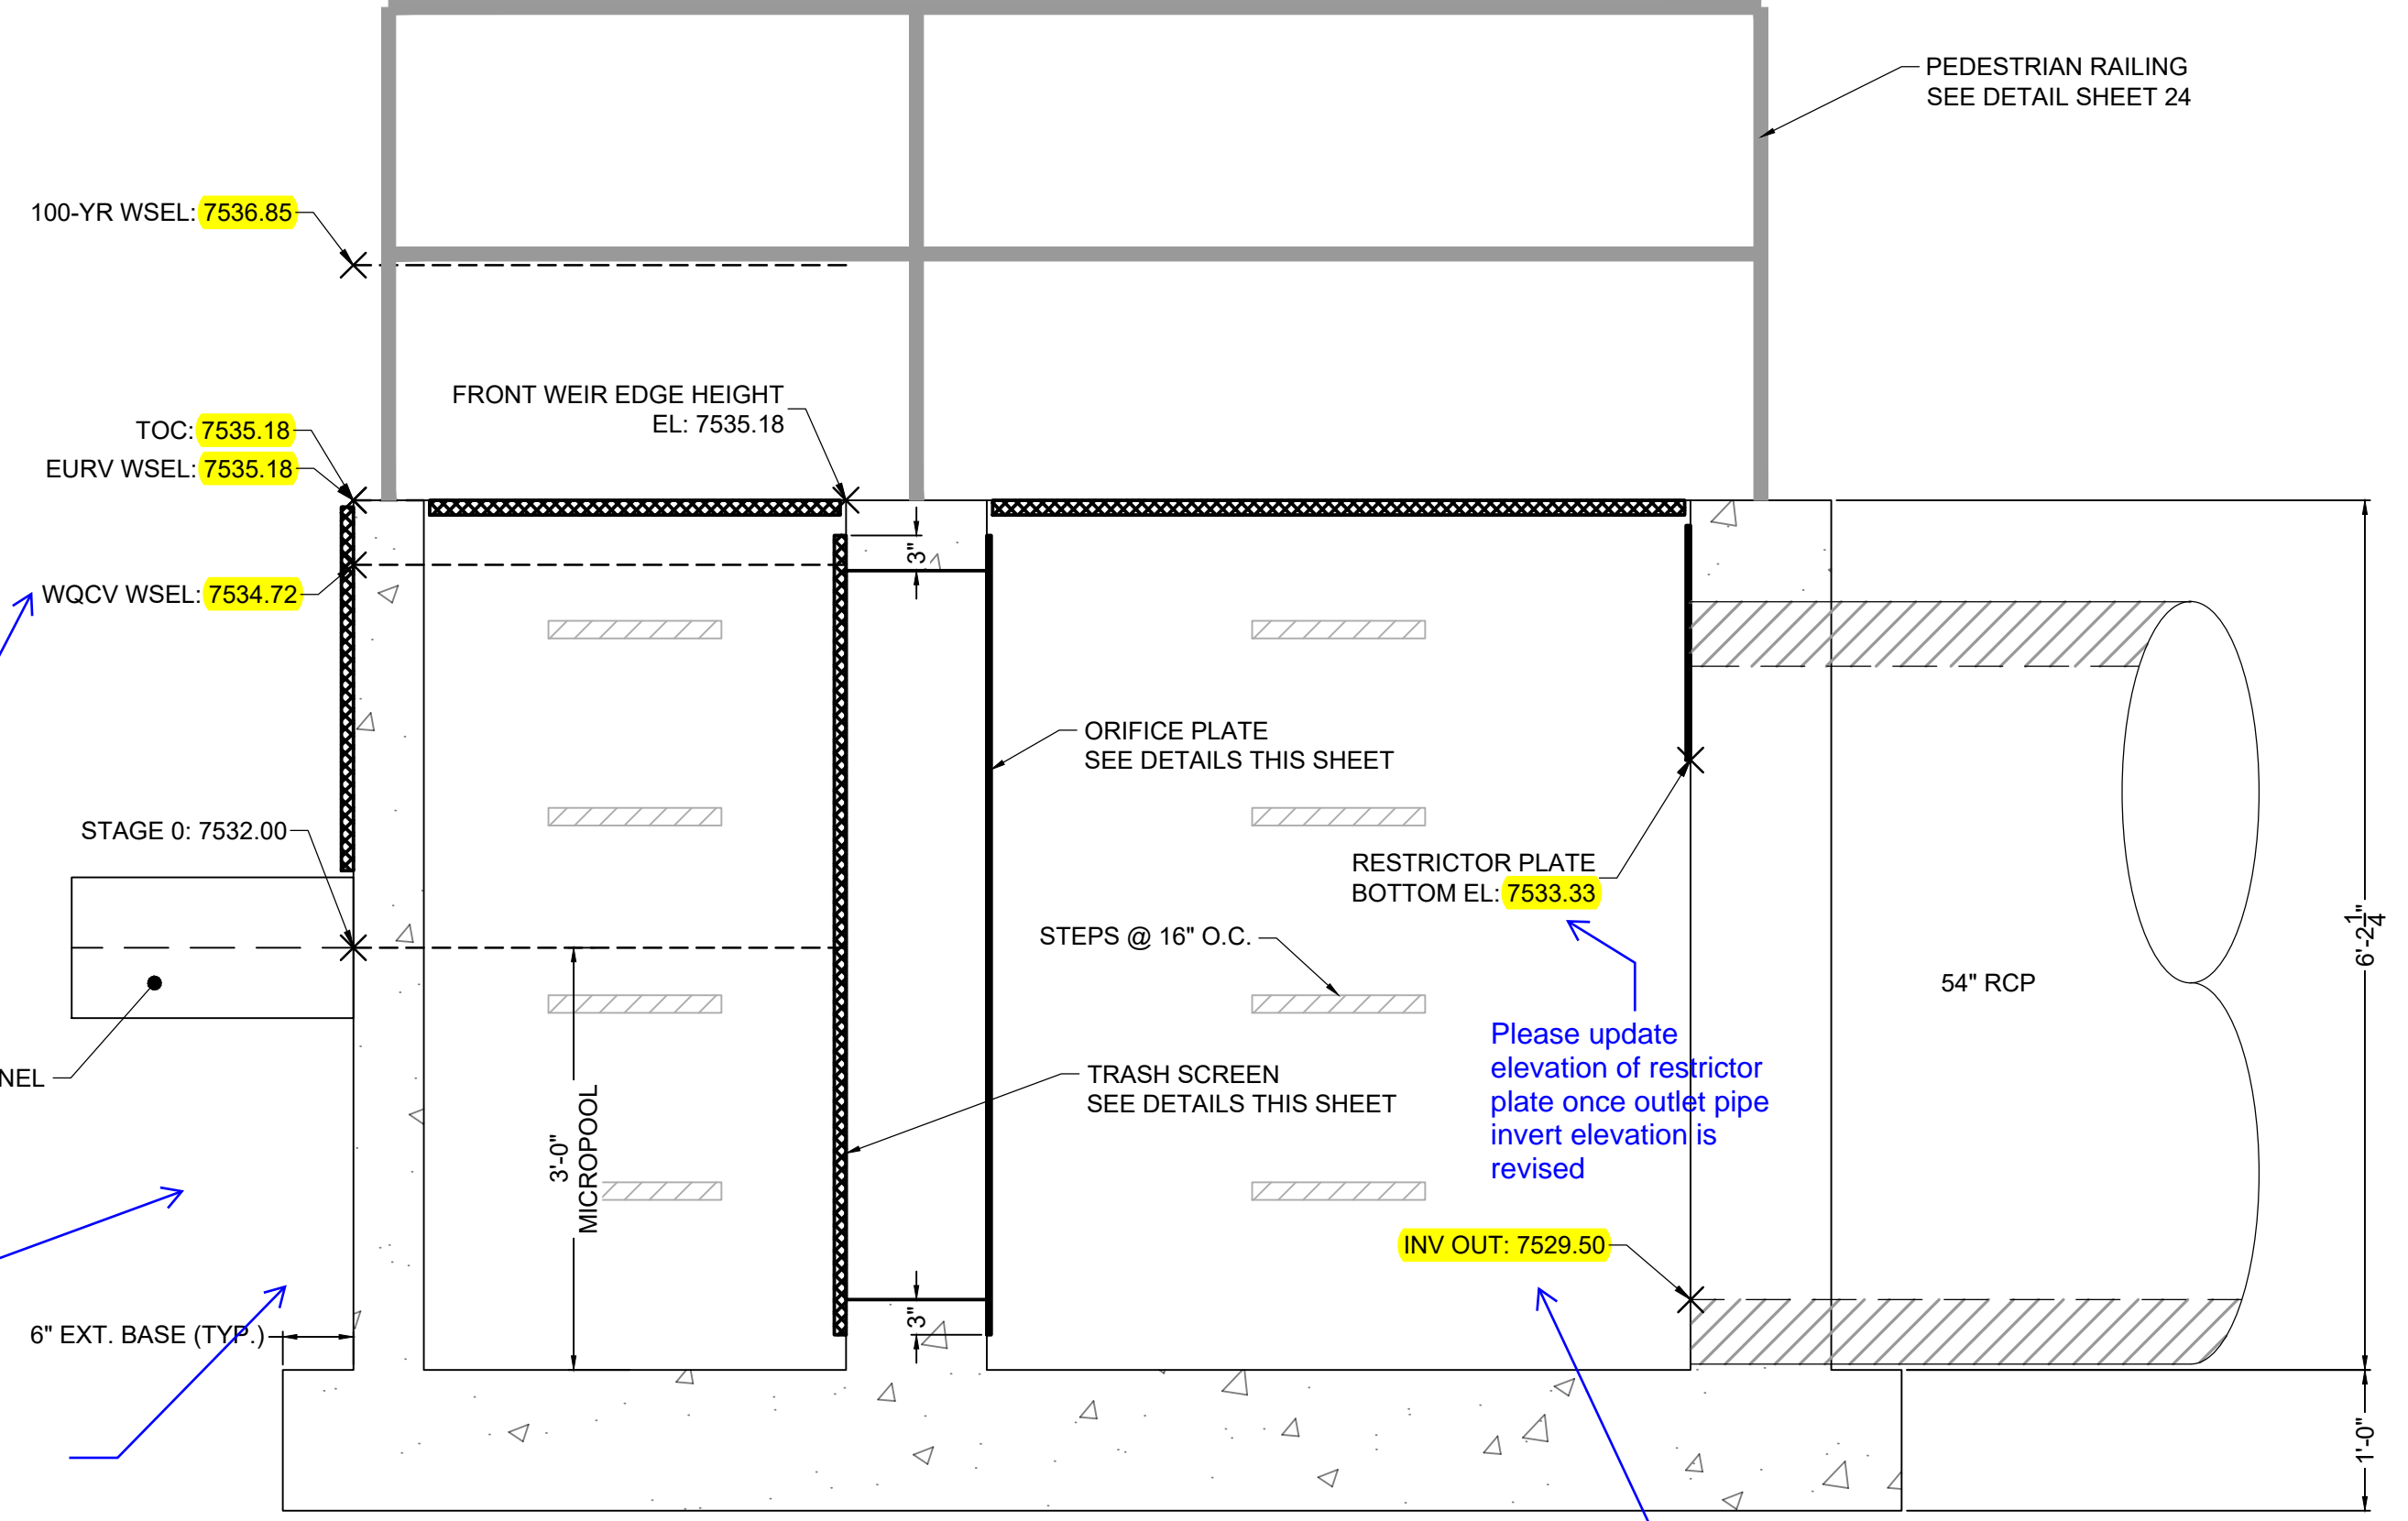 PEDESTRIAN RAILING
SEE DETAIL SHEET 24
100-YR WSEL: 7536.85
FRONT WEIR EDGE HEIGHT
EL: 7535.18
TOC: 7535.18
EURV WSEL: 7535.18
3"
WQCV WSEL: 7534.72
ORIFICE PLATE
SEE DETAILS THIS SHEET
STAGE 0: 7532.00
RESTRICTOR PLATE
BOTTOM EL: 7533.33
STEPS @ 16" O.C.
6'-2 1/4"
54" RCP
Please update
elevation of restrictor
plate once outlet pipe
invert elevation is
revised
NEL
TRASH SCREEN
SEE DETAILS THIS SHEET
3'-0"
MICROPOOL
INV OUT: 7529.50
3"
6" EXT. BASE (TYP.)
1'-0"